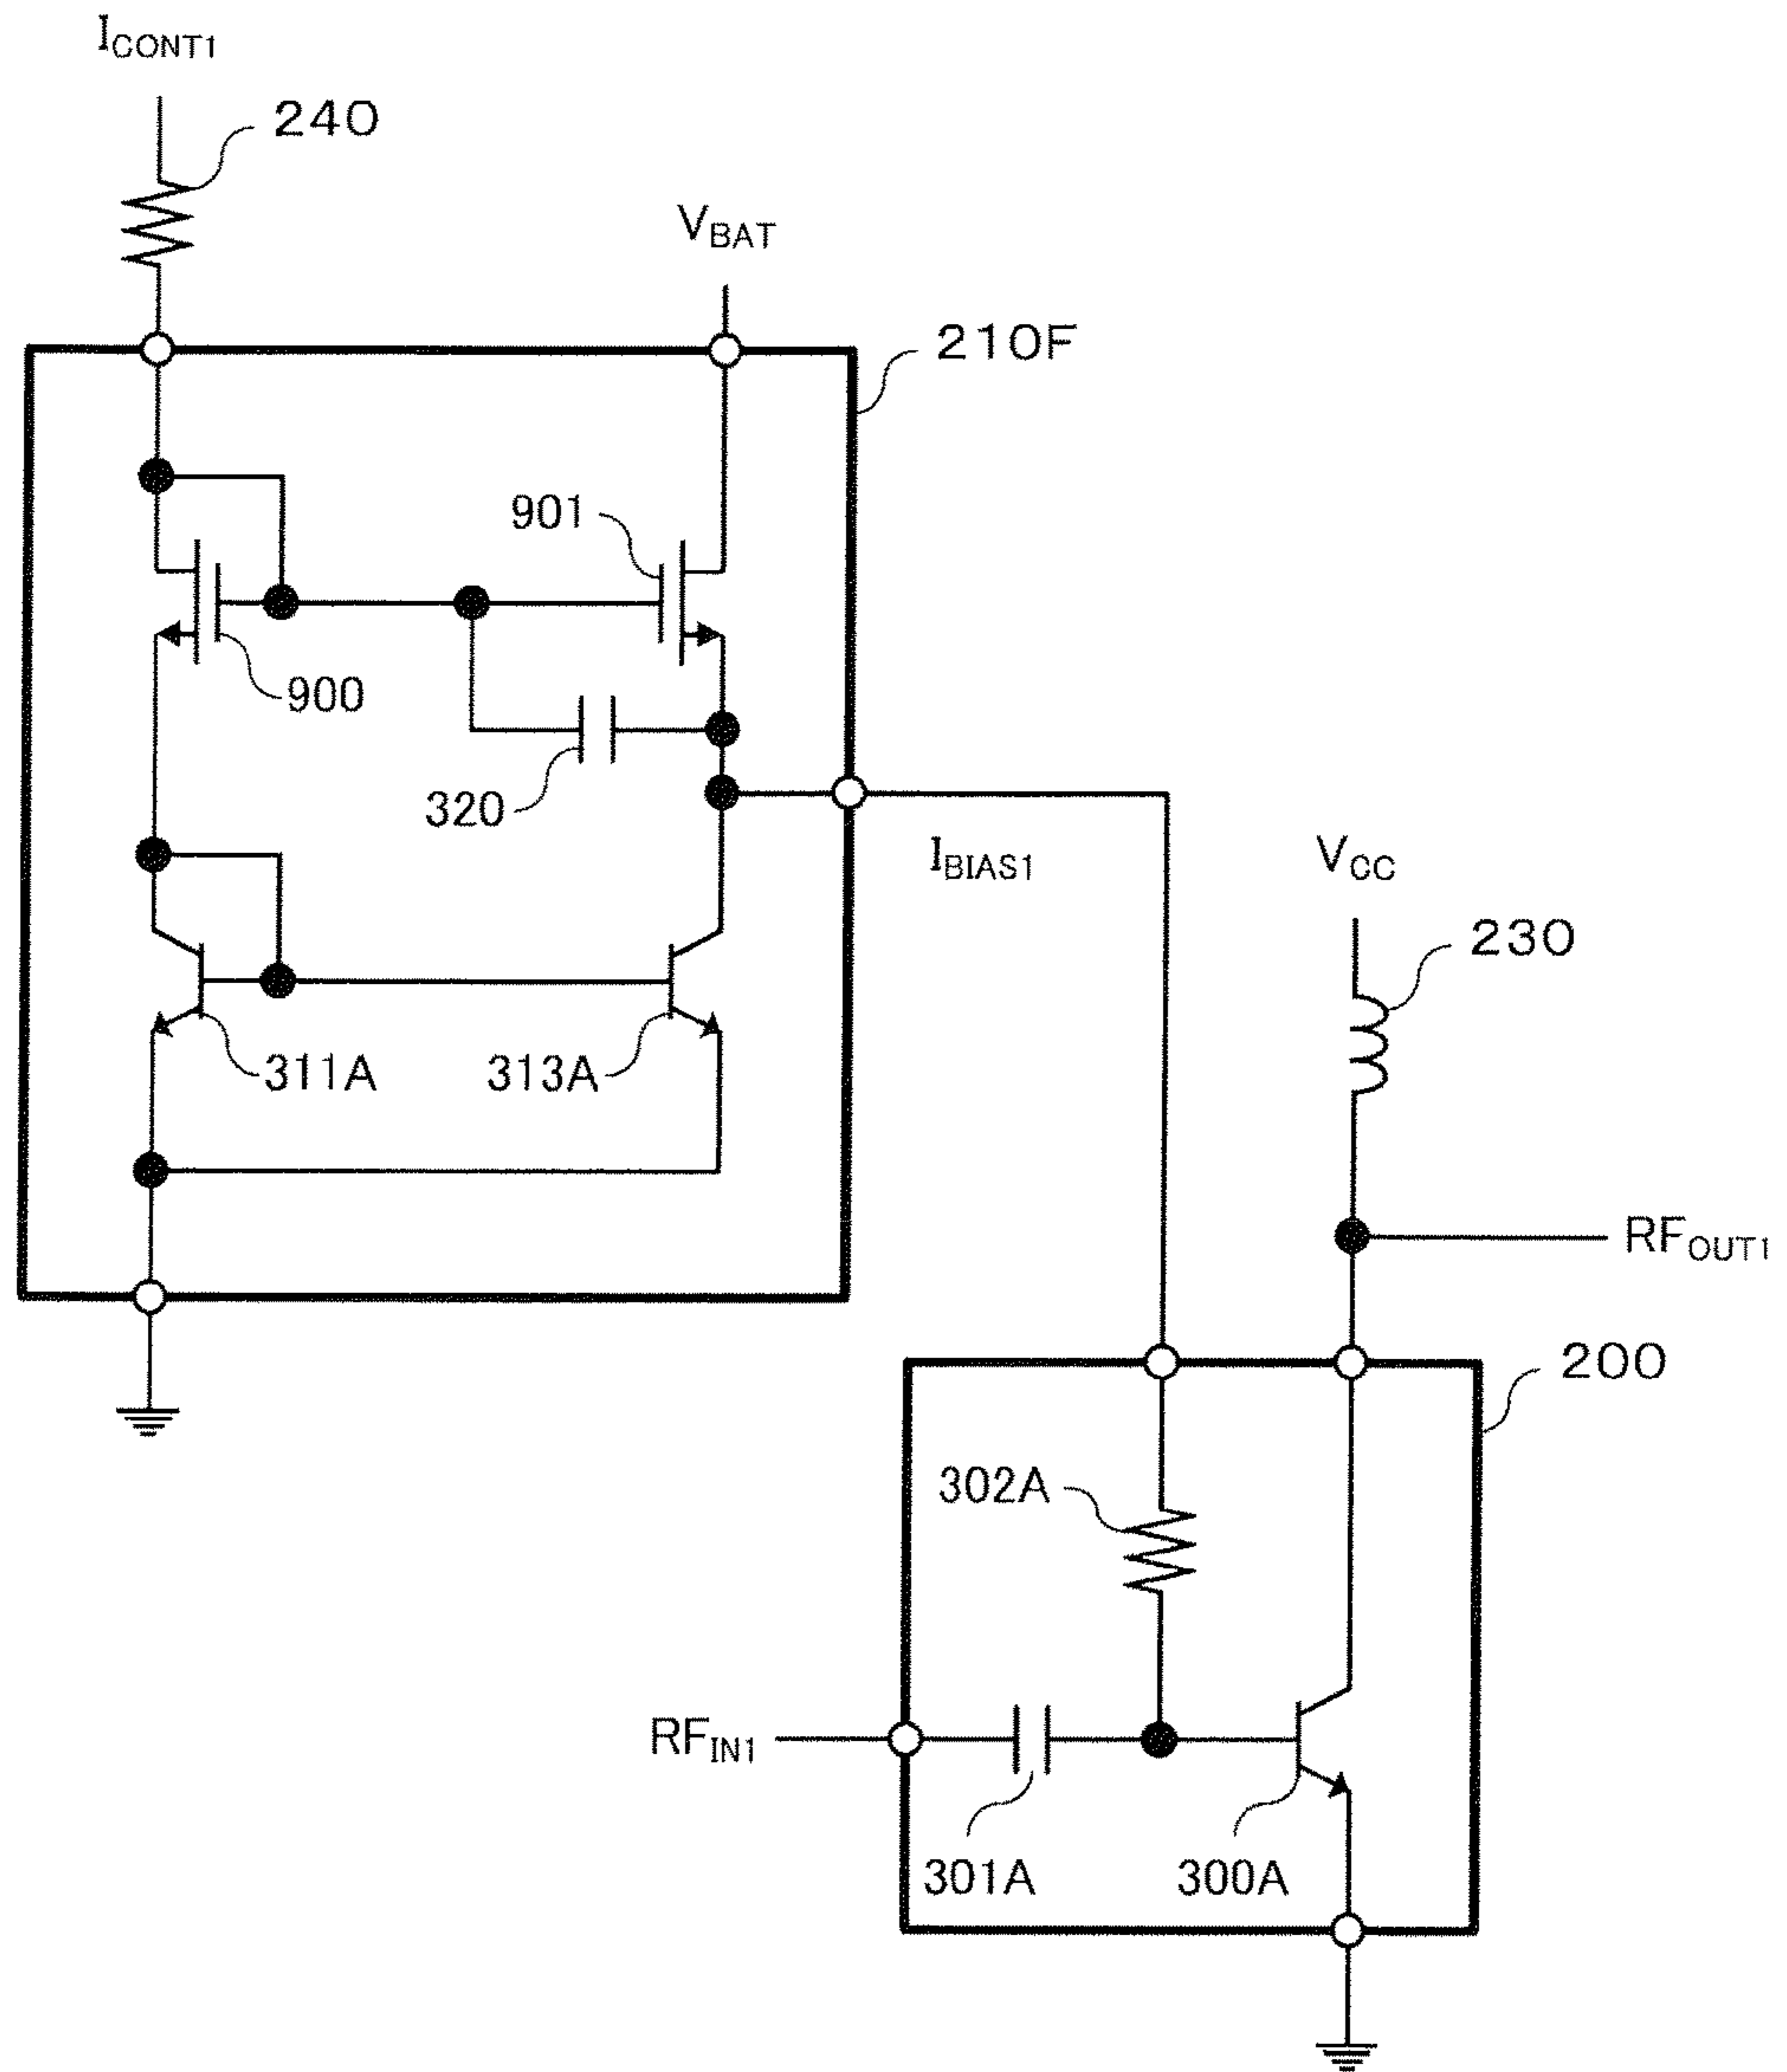 ICONT1
240
VBAT
210F
901
900
320
IBIAS1
VCC
230
311A
313A
RFOUT1
200
302A
RFIN1
301A
300A